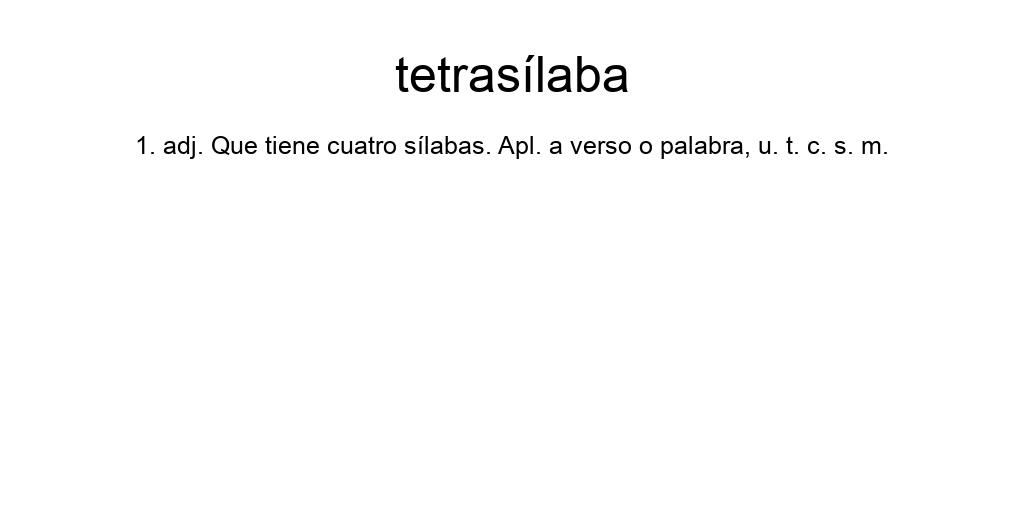 tetrasílaba
1. adj. Que tiene cuatro sílabas. Apl. a verso o palabra, u. t. c. s. m.